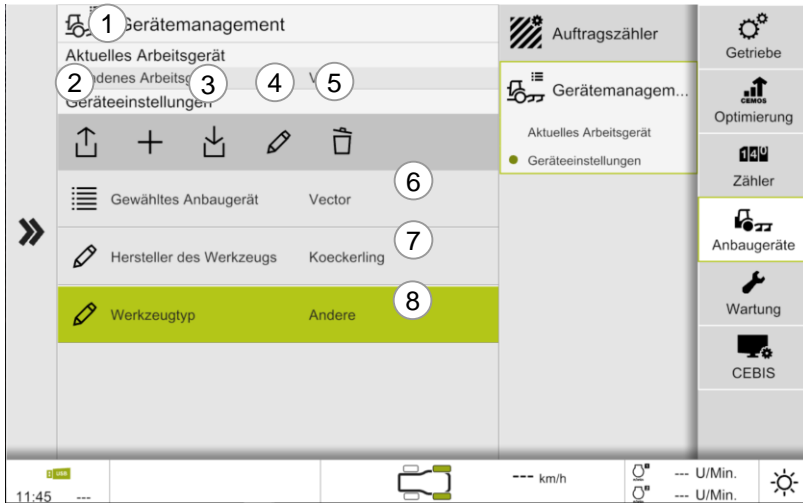 1
Gerätemanagement
Aktuelles Arbeitsgerät
2
3
4
5
Geräteeinstellungen
6
Gewähltes Anbaugerät Vector
7
Hersteller des Werkzeugs Koeckerling
8
Werkzeugtyp Andere
Auftragszähler
Gerätemanagem...
Aktuelles Arbeitsgerät
Geräteeinstellungen
Getriebe
CEMOS
Optimierung
Zähler
Anbaugeräte
Wartung
CEBIS
USB
11:45 ---
--- km/h
--- U/Min.
--- U/Min.